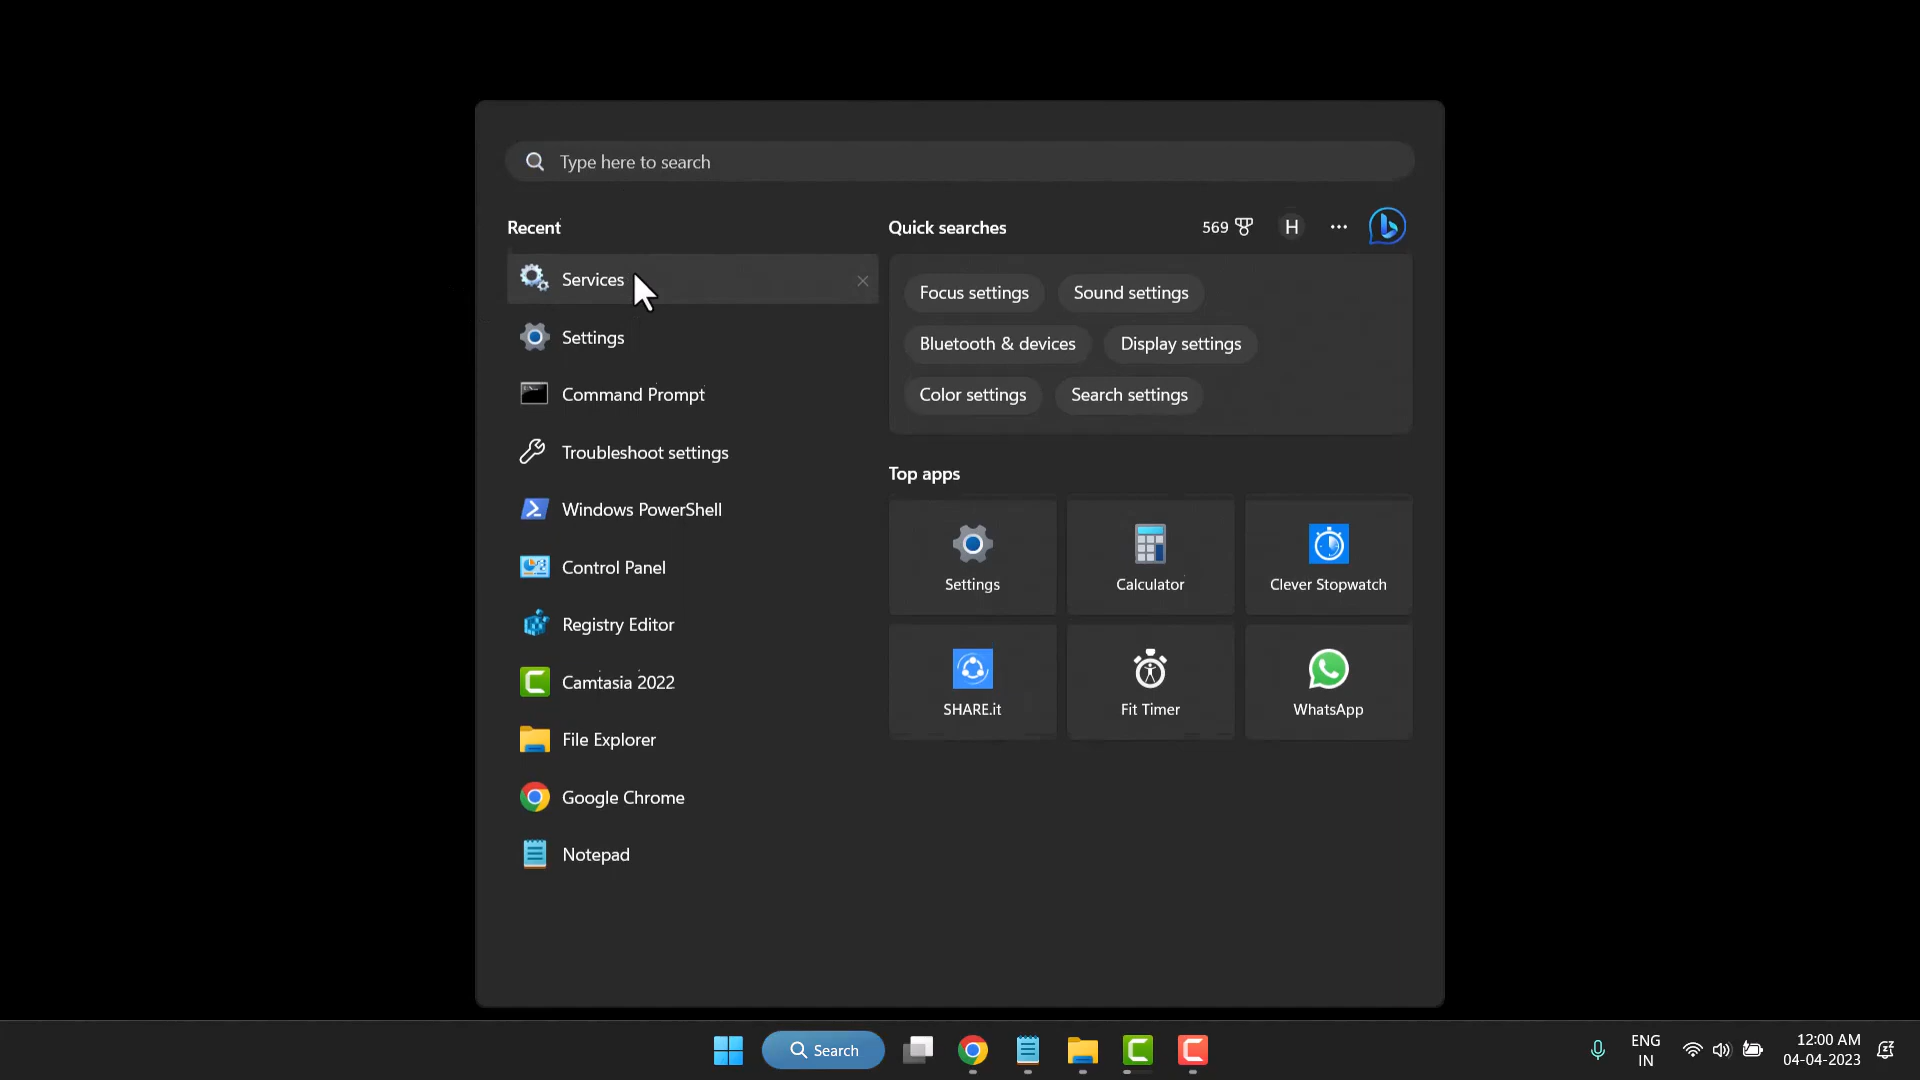 Type here to search
Recent
Services
Settings
Command Prompt
Troubleshoot settings
Windows PowerShell
Control Panel
Registry Editor
Camtasia 2022
File Explorer
Google Chrome
Notepad
Quick searches
569
H
Focus settings
Sound settings
Bluetooth & devices
Display settings
Color settings
Search settings
Top apps
Settings
Calculator
Clever Stopwatch
SHARE.it
Fit Timer
WhatsApp
Search
ENG
IN
12:00 AM
04-04-2023